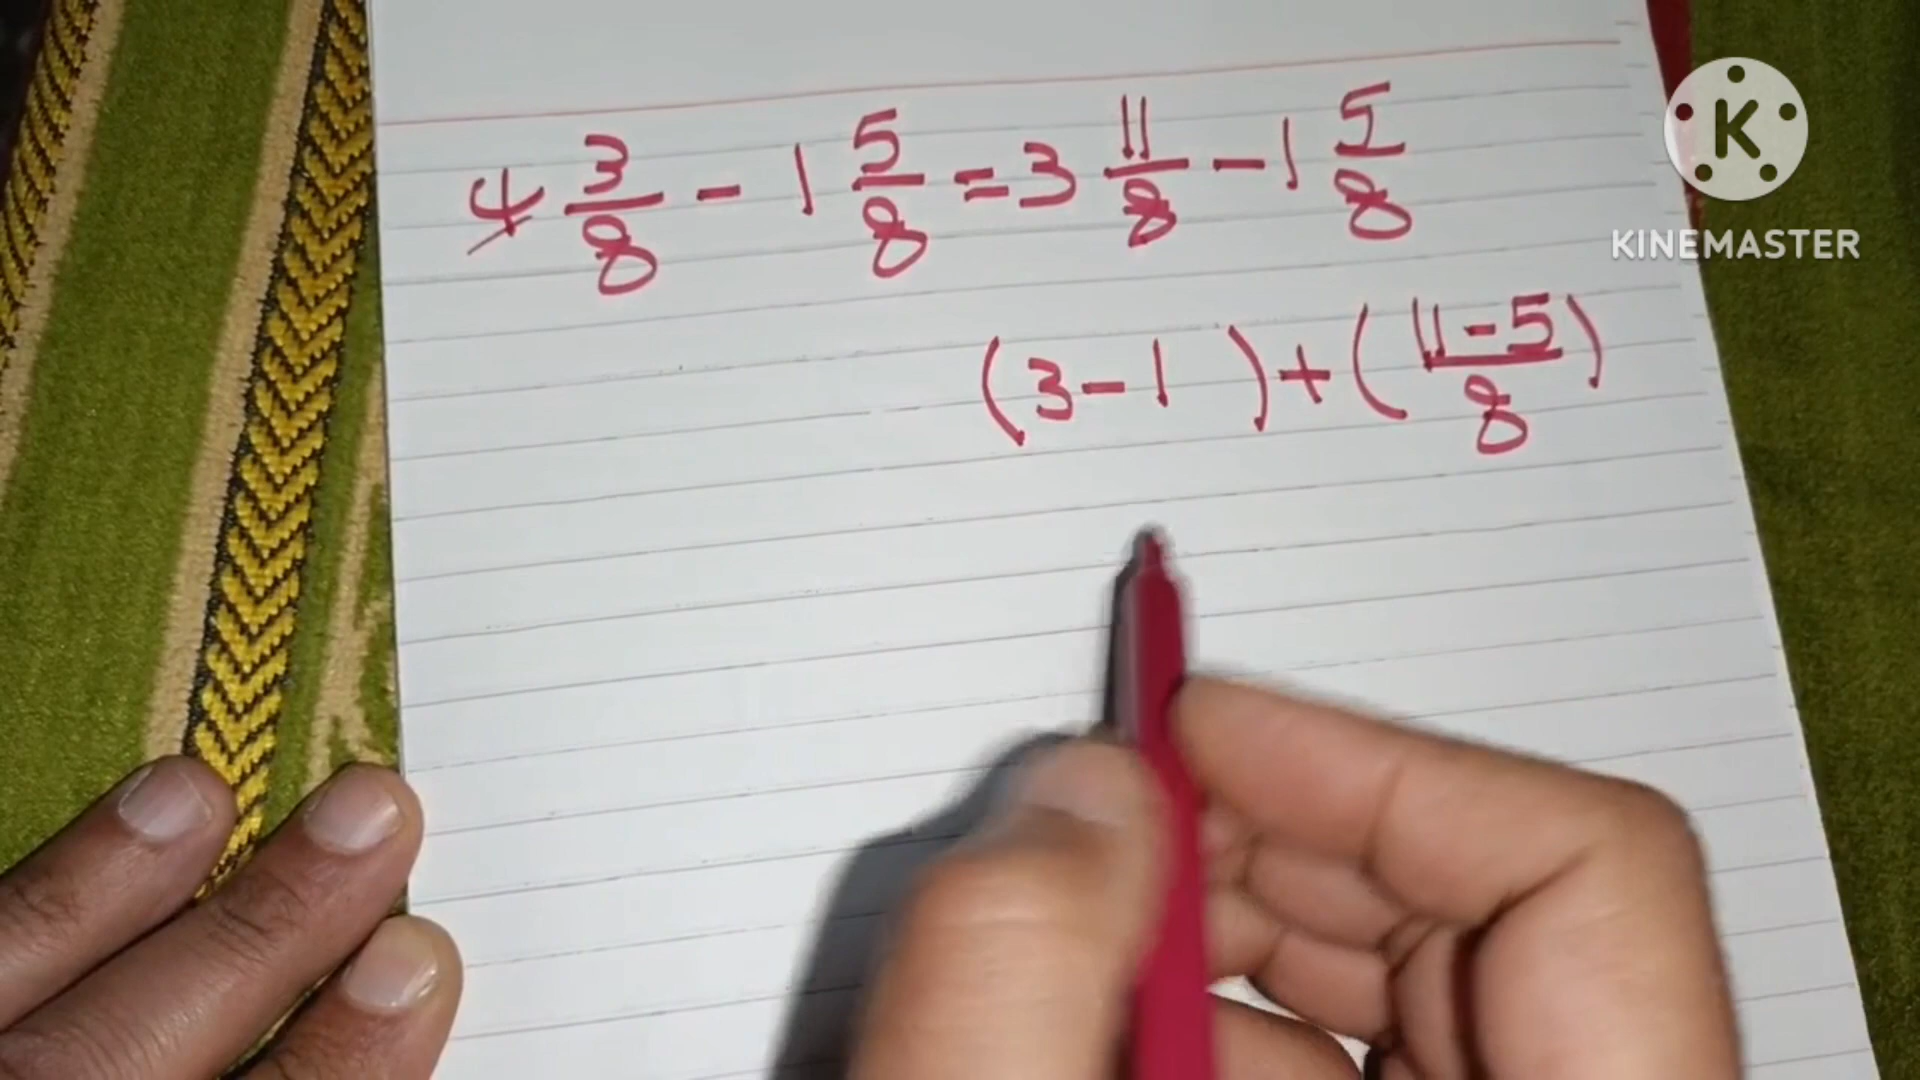 4 3/8 - 1 5/8 = 3 11/8 - 1 5/8
(3-1) + (11-5/8)
K
KINEMASTER